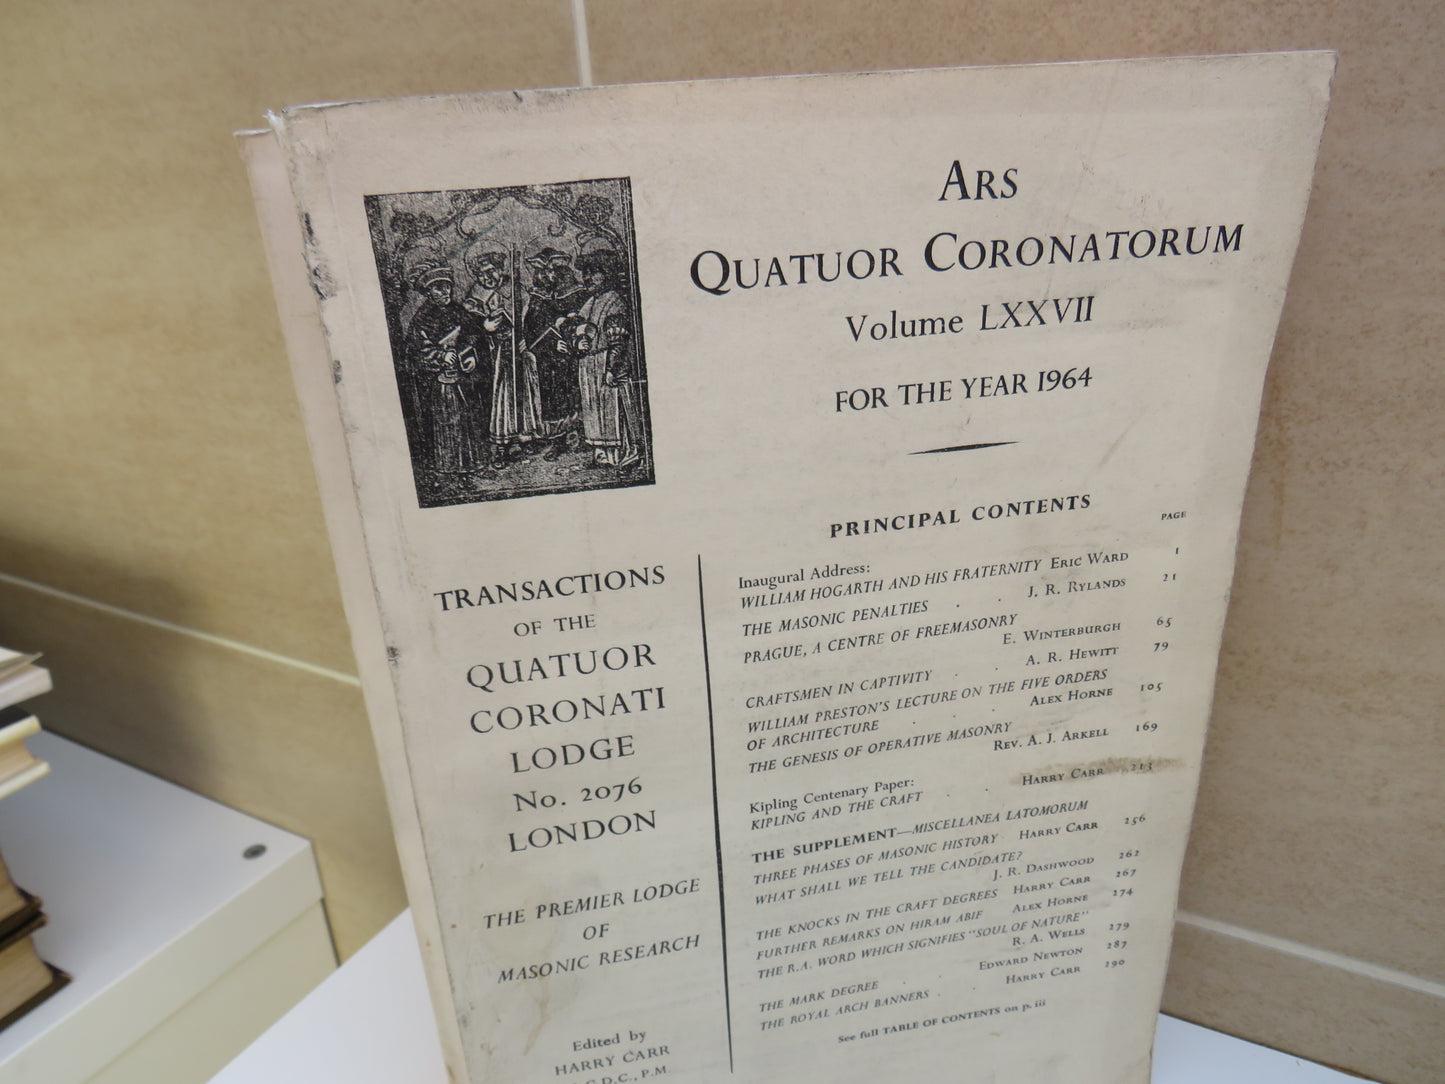 ARS
QUATUOR CORONATORUM
Volume LXXVII
FOR THE YEAR 1964
TRANSACTIONS
OF THE
QUATUOR
CORONATI
LODGE
No. 2076
LONDON
THE PREMIER LODGE
OF
MASONIC RESEARCH
Edited by
HARRY CARR
G.D.C., P.M.
PRINCIPAL CONTENTS
PAGE
Inaugural Address:
WILLIAM HOGARTH AND HIS FRATERNITY ERIC WARD 1
THE MASONIC PENALTIES . . J. R. RYLANDS 21
PRAGUE, A CENTRE OF FREEMASONRY
E. WINTERBURGH 65
CRAFTSMEN IN CAPTIVITY . . A. R. HEWITT 79
WILLIAM PRESTON'S LECTURE ON THE FIVE ORDERS
OF ARCHITECTURE . . . ALEX HORNE 105
THE GENESIS OF OPERATIVE MASONRY
REV. A. J. ARKELL 169
Kipling Centenary Paper:
KIPLING AND THE CRAFT . . HARRY CARR 213
THE SUPPLEMENT—MISCELLANEA LATOMORUM
THREE PHASES OF MASONIC HISTORY . HARRY CARR 256
WHAT SHALL WE TELL THE CANDIDATE?
J. R. DASHWOOD 262
THE KNOCKS IN THE CRAFT DEGREES HARRY CARR 267
FURTHER REMARKS ON HIRAM ABIF ALEX HORNE 274
THE R.A. WORD WHICH SIGNIFIES "SOUL OF NATURE"
R. A. WELLS 279
THE MARK DEGREE . . EDWARD NEWTON 287
THE ROYAL ARCH BANNERS . . HARRY CARR 290
See full TABLE OF CONTENTS on p. iii